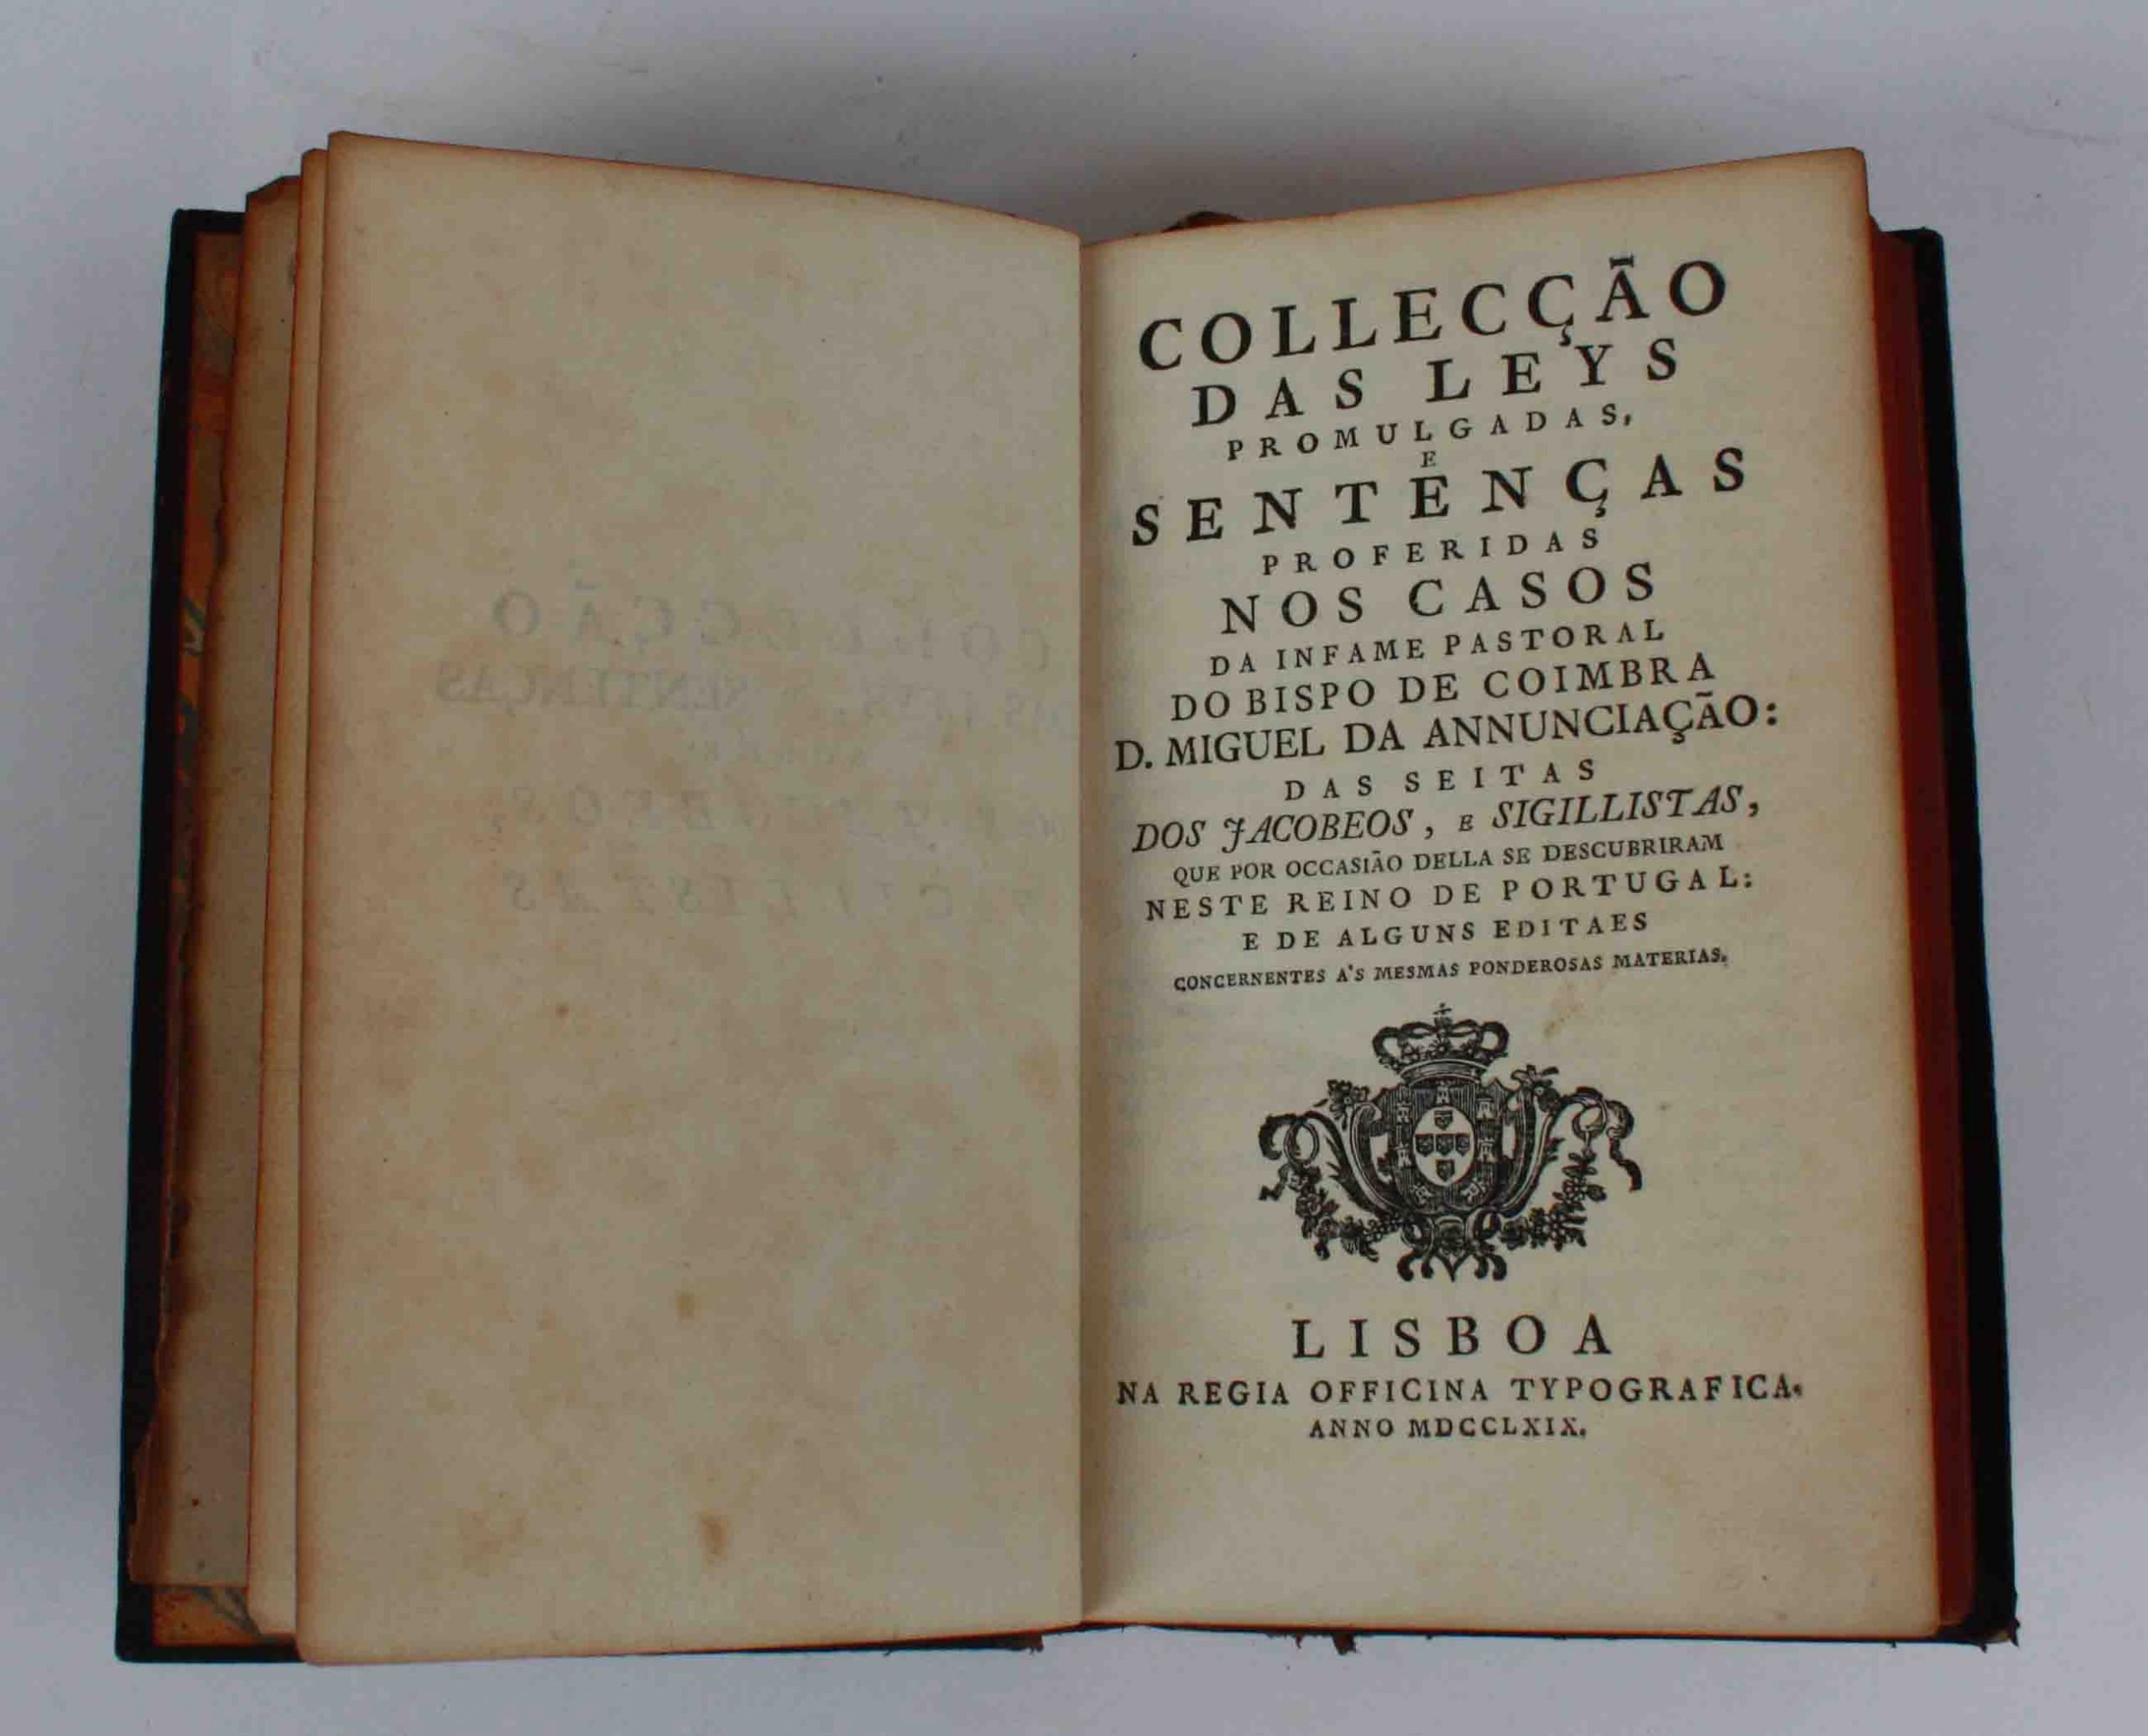 COLLECÇÃO
DAS LEYS
PROMULGADAS,
E
SENTENÇAS
PROFERIDAS
NOS CASOS
DA INFAME PASTORAL
DO BISPO DE COIMBRA
D. MIGUEL DA ANNUNCIAÇÃO:
DAS SEITAS
DOS JACOBEOS, E SIGILLISTAS,
QUE POR OCCASIÃO DELLA SE DESCUBRIRAM
NESTE REINO DE PORTUGAL:
E DE ALGUNS EDITAES
CONCERNENTES A'S MESMAS PONDEROSAS MATERIAS.
LISBOA
NA REGIA OFFICINA TYPOGRAFICA.
ANNO MDCCLXIX.